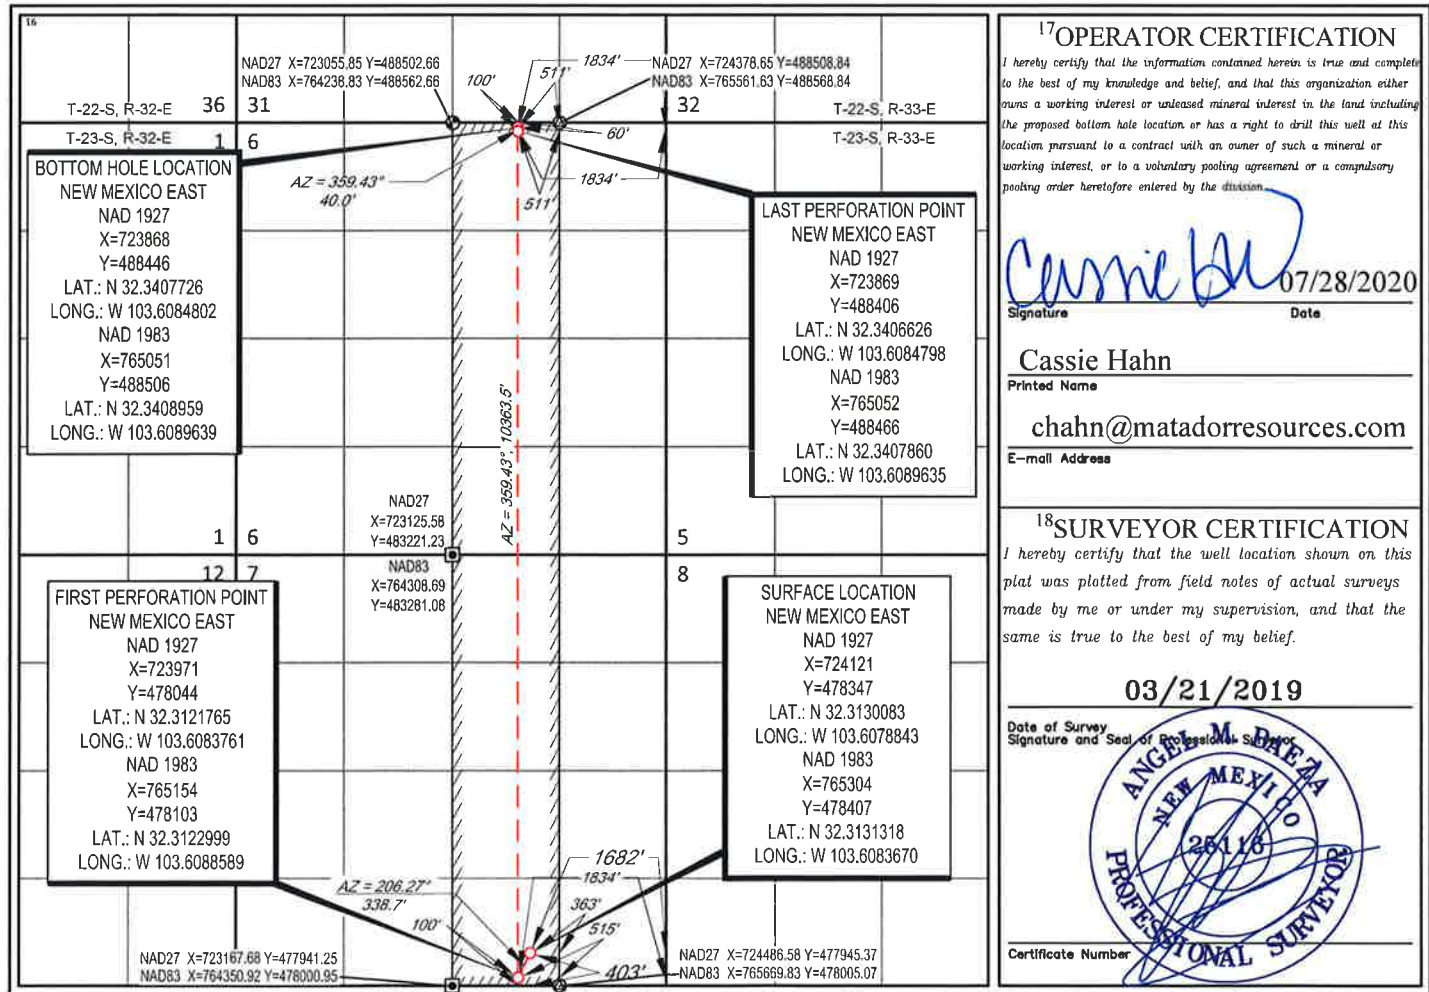 16
NAD27 X=723055.85 Y=488502.66
NAD83 X=764238.83 Y=488562.66
100'
511'
1834'
NAD27 X=724378.65 Y=488508.84
NAD83 X=765561.63 Y=488568.84
T-22-S, R-32-E
36
31
32
T-22-S, R-33-E
T-23-S, R-32-E
1
6
60'
T-23-S, R-33-E
AZ = 359.43°
40.0'
511'
1834'
BOTTOM HOLE LOCATION
NEW MEXICO EAST
NAD 1927
X=723868
Y=488446
LAT.: N 32.3407726
LONG.: W 103.6084802
NAD 1983
X=765051
Y=488506
LAT.: N 32.3408959
LONG.: W 103.6089639
LAST PERFORATION POINT
NEW MEXICO EAST
NAD 1927
X=723869
Y=488406
LAT.: N 32.3406626
LONG.: W 103.6084798
NAD 1983
X=765052
Y=488466
LAT.: N 32.3407860
LONG.: W 103.6089635
AZ = 359.43°, 10363.5'
NAD27
X=723125.58
Y=483221.23
NAD83
X=764308.69
Y=483281.08
1
6
5
12
7
8
FIRST PERFORATION POINT
NEW MEXICO EAST
NAD 1927
X=723971
Y=478044
LAT.: N 32.3121765
LONG.: W 103.6083761
NAD 1983
X=765154
Y=478103
LAT.: N 32.3122999
LONG.: W 103.6088589
SURFACE LOCATION
NEW MEXICO EAST
NAD 1927
X=724121
Y=478347
LAT.: N 32.3130083
LONG.: W 103.6078843
NAD 1983
X=765304
Y=478407
LAT.: N 32.3131318
LONG.: W 103.6083670
AZ = 206.27°
338.7'
100'
1682'
1834'
363'
515'
403'
NAD27 X=723167.68 Y=477941.25
NAD83 X=764350.92 Y=478000.95
NAD27 X=724486.58 Y=477945.37
NAD83 X=765669.83 Y=478005.07
17OPERATOR CERTIFICATION
I hereby certify that the information contained herein is true and complete
to the best of my knowledge and belief, and that this organization either
owns a working interest or unleased mineral interest in the land including
the proposed bottom hole location or has a right to drill this well at this
location pursuant to a contract with an owner of such a mineral or
working interest, or to a voluntary pooling agreement or a compulsory
pooling order heretofore entered by the division.
07/28/2020
Signature Date
Cassie Hahn
Printed Name
chahn@matadorresources.com
E-mail Address
18SURVEYOR CERTIFICATION
I hereby certify that the well location shown on this
plat was plotted from field notes of actual surveys
made by me or under my supervision, and that the
same is true to the best of my belief.
03/21/2019
Date of Survey
Signature and Seal of Professional Surveyor
ANGEL M. BAEZA
NEW MEXICO
25116
PROFESSIONAL SURVEYOR
Certificate Number